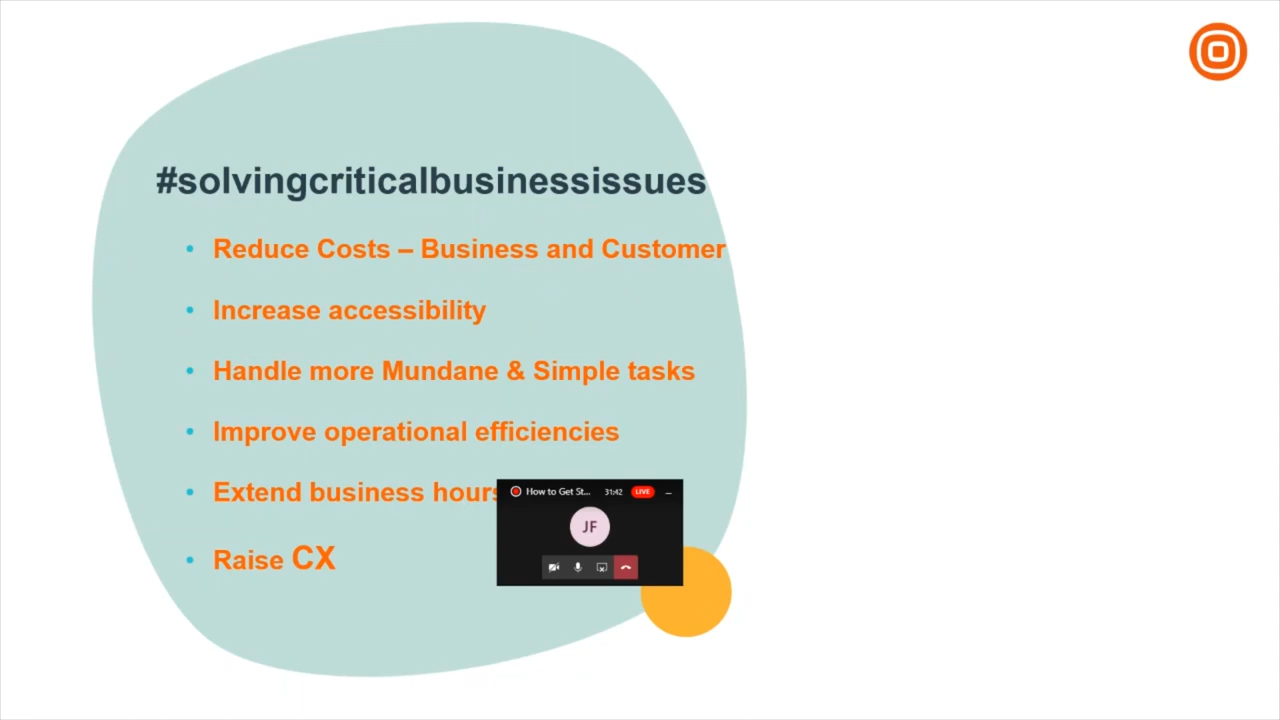 #solvingcriticalbusinessissues
• Reduce Costs – Business and Customer
• Increase accessibility
• Handle more Mundane & Simple tasks
• Improve operational efficiencies
• Extend business hours
How to Get St... 31:42 LIVE
JF
• Raise CX